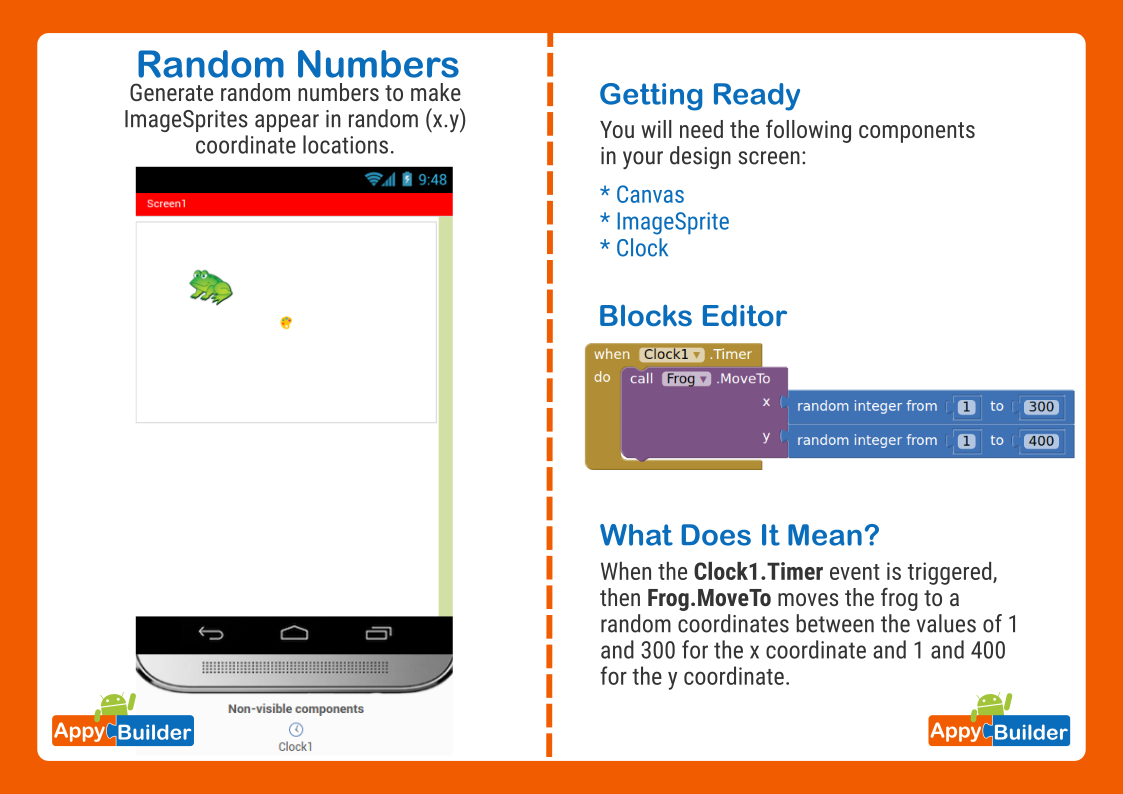 Random Numbers
Generate random numbers to make
ImageSprites appear in random (x.y)
coordinate locations.
9:48
Screen1
Non-visible components
Clock1
Appy Builder
Getting Ready
You will need the following components
in your design screen:
* Canvas
* ImageSprite
* Clock
Blocks Editor
when Clock1 .Timer
do call Frog .MoveTo
x random integer from 1 to 300
y random integer from 1 to 400
What Does It Mean?
When the Clock1.Timer event is triggered,
then Frog.MoveTo moves the frog to a
random coordinates between the values of 1
and 300 for the x coordinate and 1 and 400
for the y coordinate.
Appy Builder